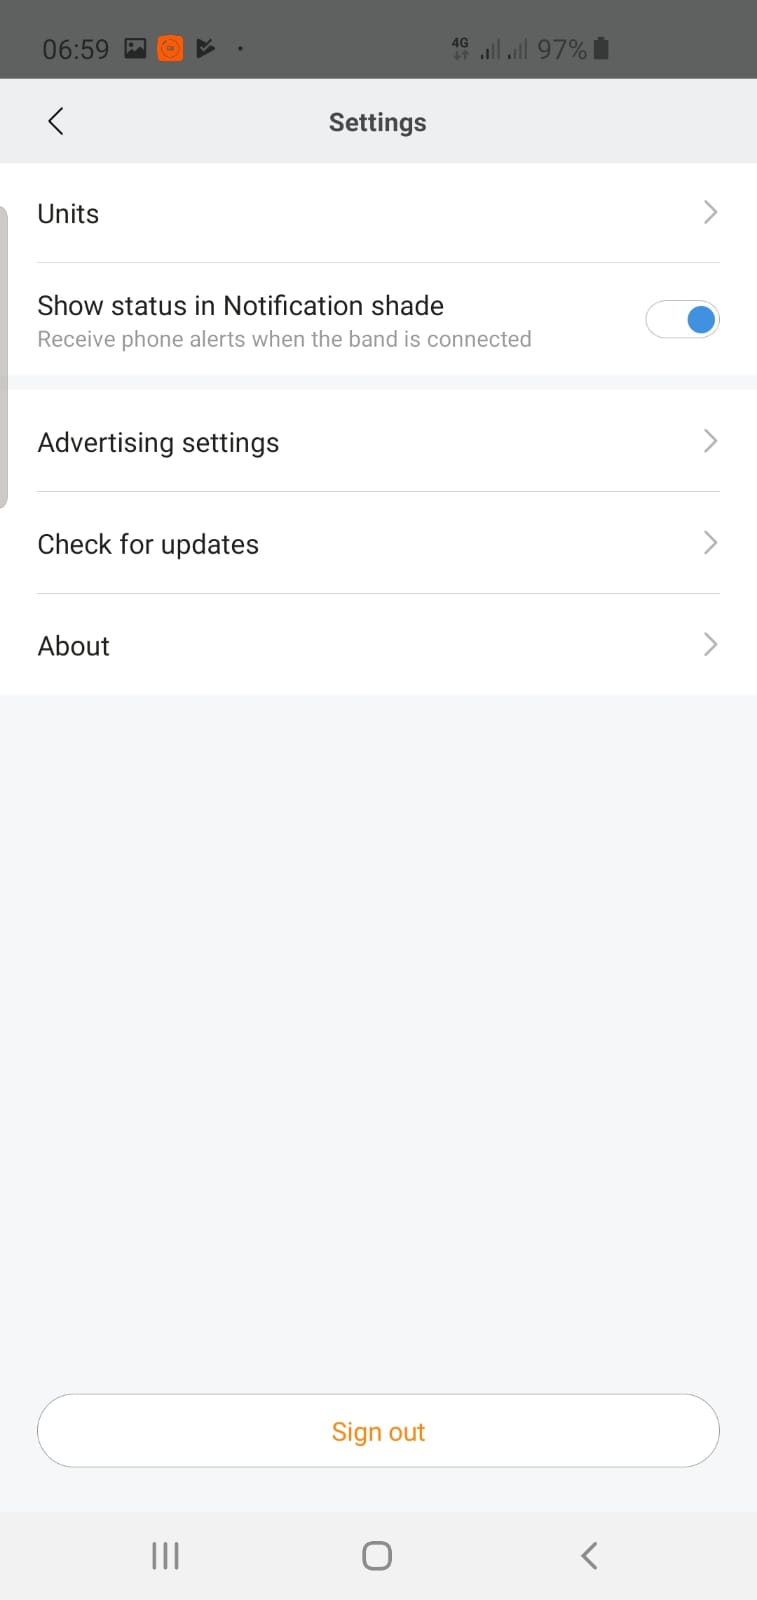 06:59
4G
97%
Settings
Units
Show status in Notification shade
Receive phone alerts when the band is connected
Advertising settings
Check for updates
About
Sign out